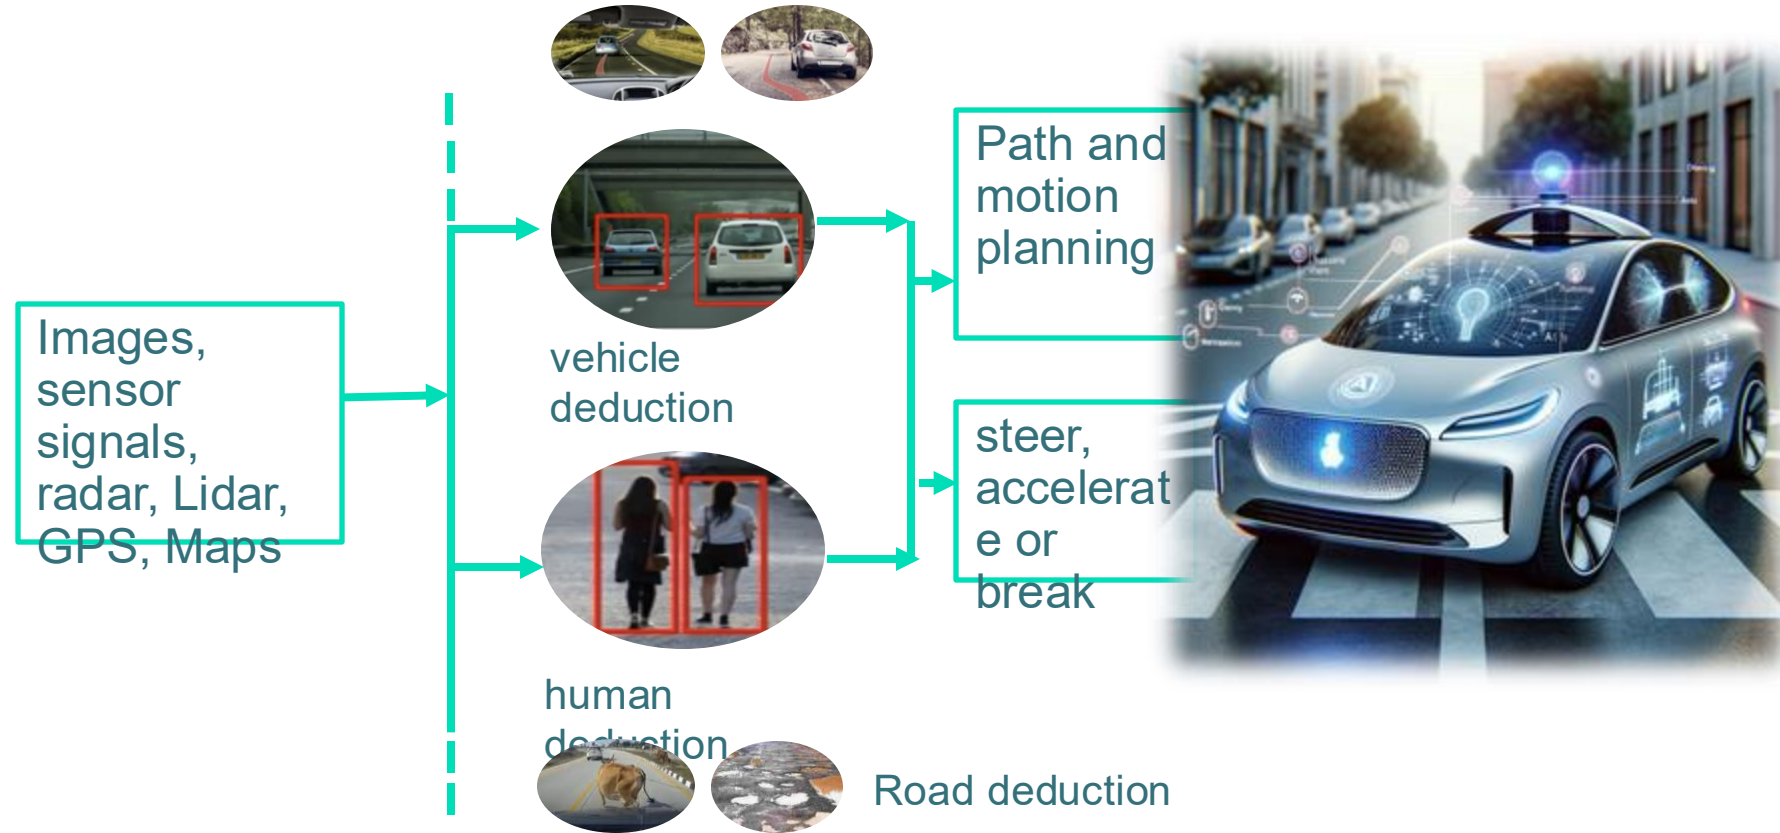 Images,
sensor
signals,
radar, Lidar,
GPS, Maps
vehicle
deduction
human
deduction
Road deduction
Path and
motion
planning
steer,
accelerat
e or
break
AI